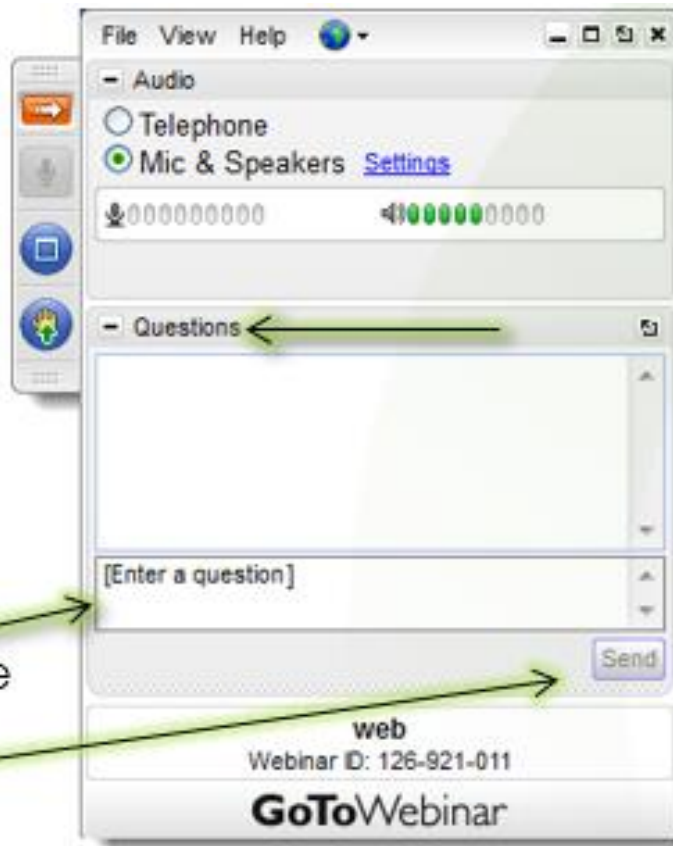 File View Help
Audio
Telephone
Mic & Speakers Settings
Questions
[Enter a question]
e
Send
web
Webinar ID: 126-921-011
GoToWebinar